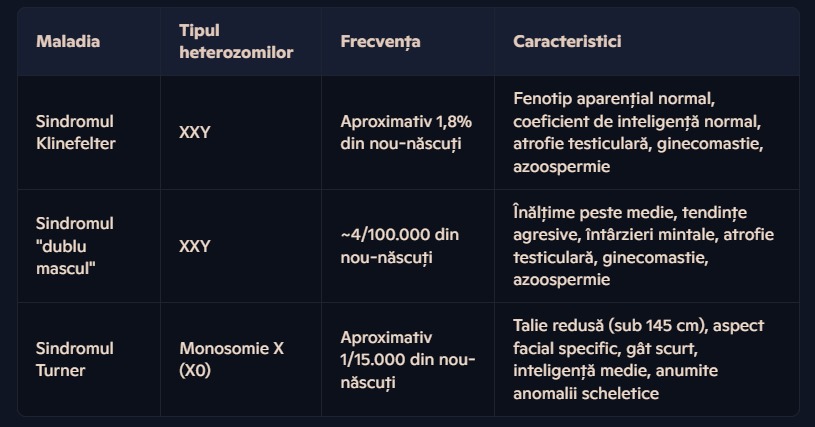 Maladia
Tipul
heterozomilor
Frecvența
Caracteristici
Sindromul
Klinefelter
XXY
Aproximativ 1,8%
din nou-născuți
Fenotip aparențial normal,
coeficient de inteligență normal,
atrofie testiculară, ginecomastie,
azoospermie
Sindromul
"dublu
mascul"
XXY
~4/100.000 din
nou-născuți
Înălțime peste medie, tendințe
agresive, întârzieri mintale, atrofie
testiculară, ginecomastie,
azoospermie
Sindromul
Turner
Monosomie X
(X0)
Aproximativ
1/15.000 din nou-
născuți
Talie redusă (sub 145 cm), aspect
facial specific, gât scurt,
inteligență medie, anumite
anomalii scheletice